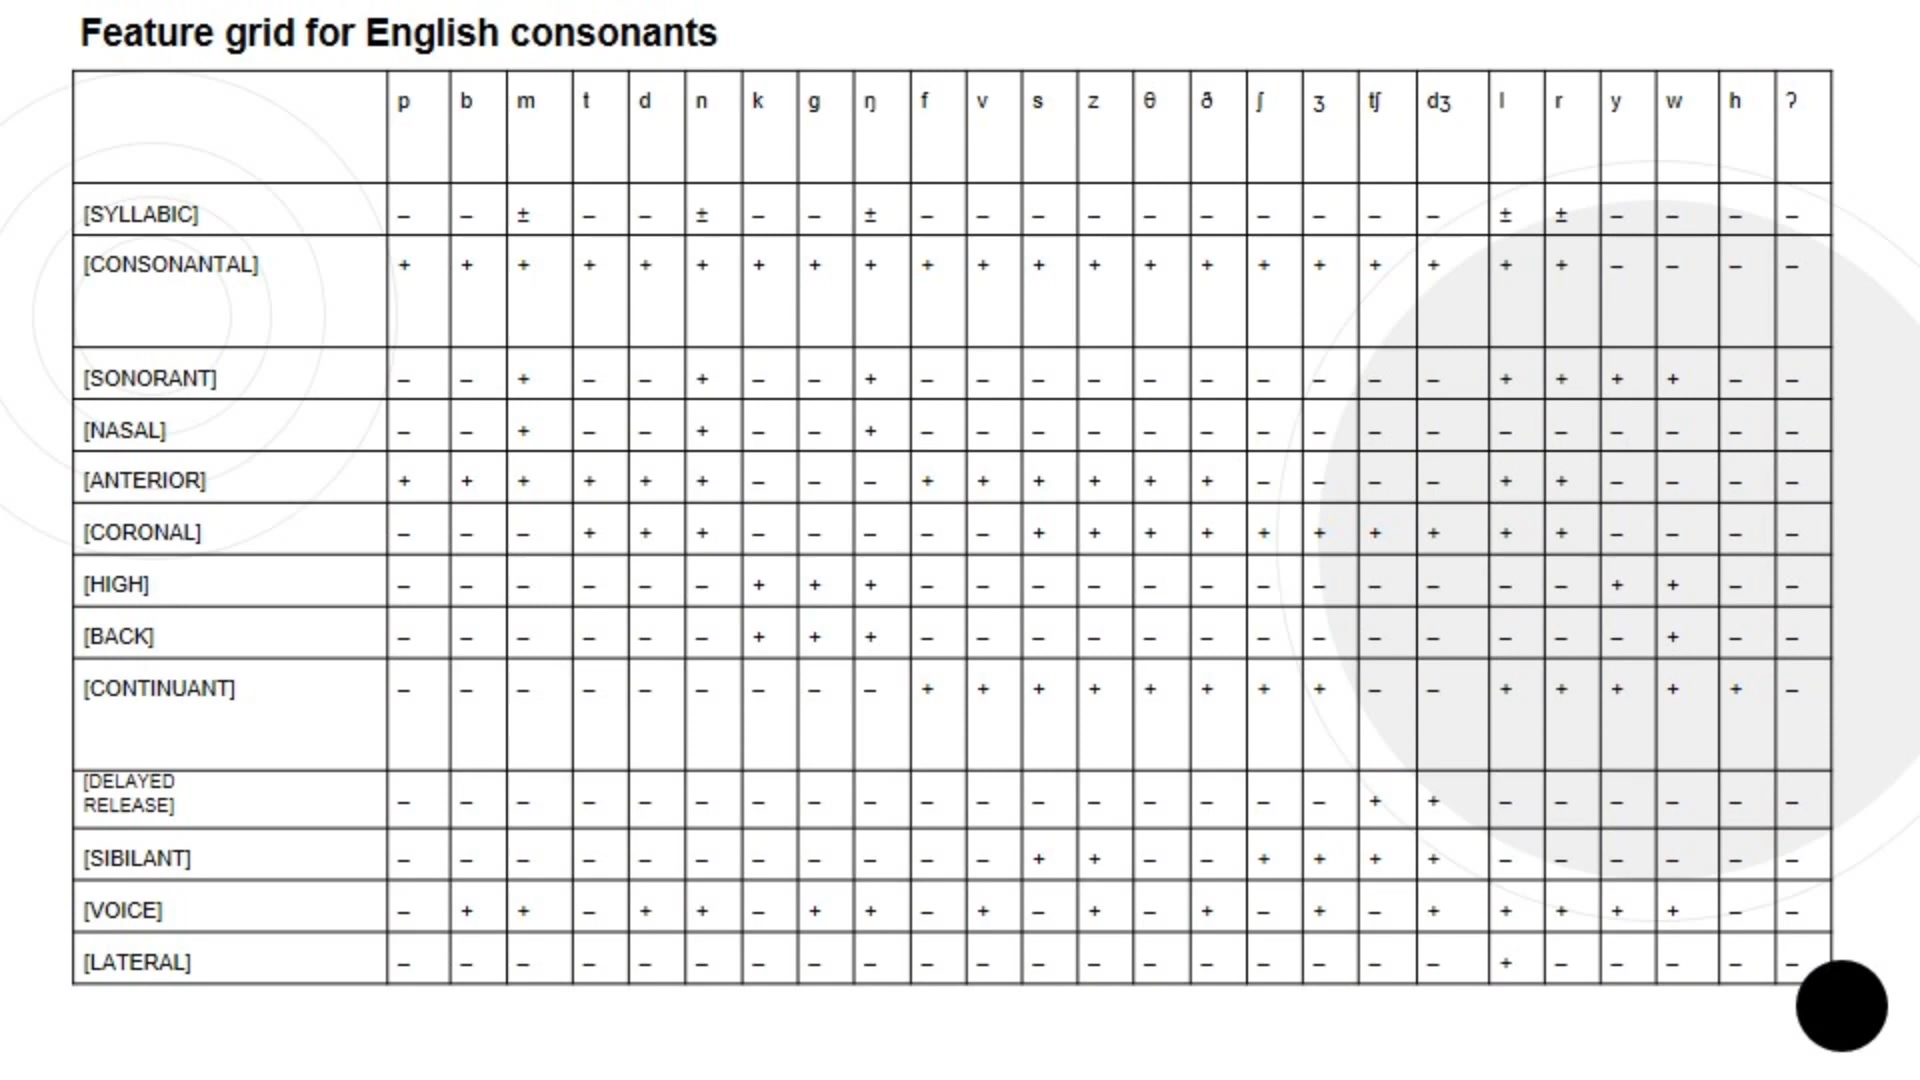 Feature grid for English consonants
p b m t d n k g ŋ f v s z θ ð ʃ ʒ tʃ dʒ l r y w h ʔ
[SYLLABIC] – – ± – – ± – – ± – – – – – – – – – – ± ± – – – –
[CONSONANTAL] + + + + + + + + + + + + + + + + + + + + + – – – –
[SONORANT] – – + – – + – – + – – – – – – – – – – + + + + – –
[NASAL] – – + – – + – – + – – – – – – – – – – – – – – – –
[ANTERIOR] + + + + + + – – – + + + + + + – – – – + + – – – –
[CORONAL] – – – + + + – – – – – + + + + + + + + + + – – – –
[HIGH] – – – – – – + + + – – – – – – – – – – – – + + – –
[BACK] – – – – – – + + + – – – – – – – – – – – – – + – –
[CONTINUANT] – – – – – – – – – + + + + + + + + – – + + + + + –
[DELAYED
RELEASE] – – – – – – – – – – – – – – – – – + + – – – – – –
[SIBILANT] – – – – – – – – – – – + + – – + + + + – – – – – –
[VOICE] – + + – + + – + + – + – + – + – + – + + + + + – –
[LATERAL] – – – – – – – – – – – – – – – – – – – + – – – – –